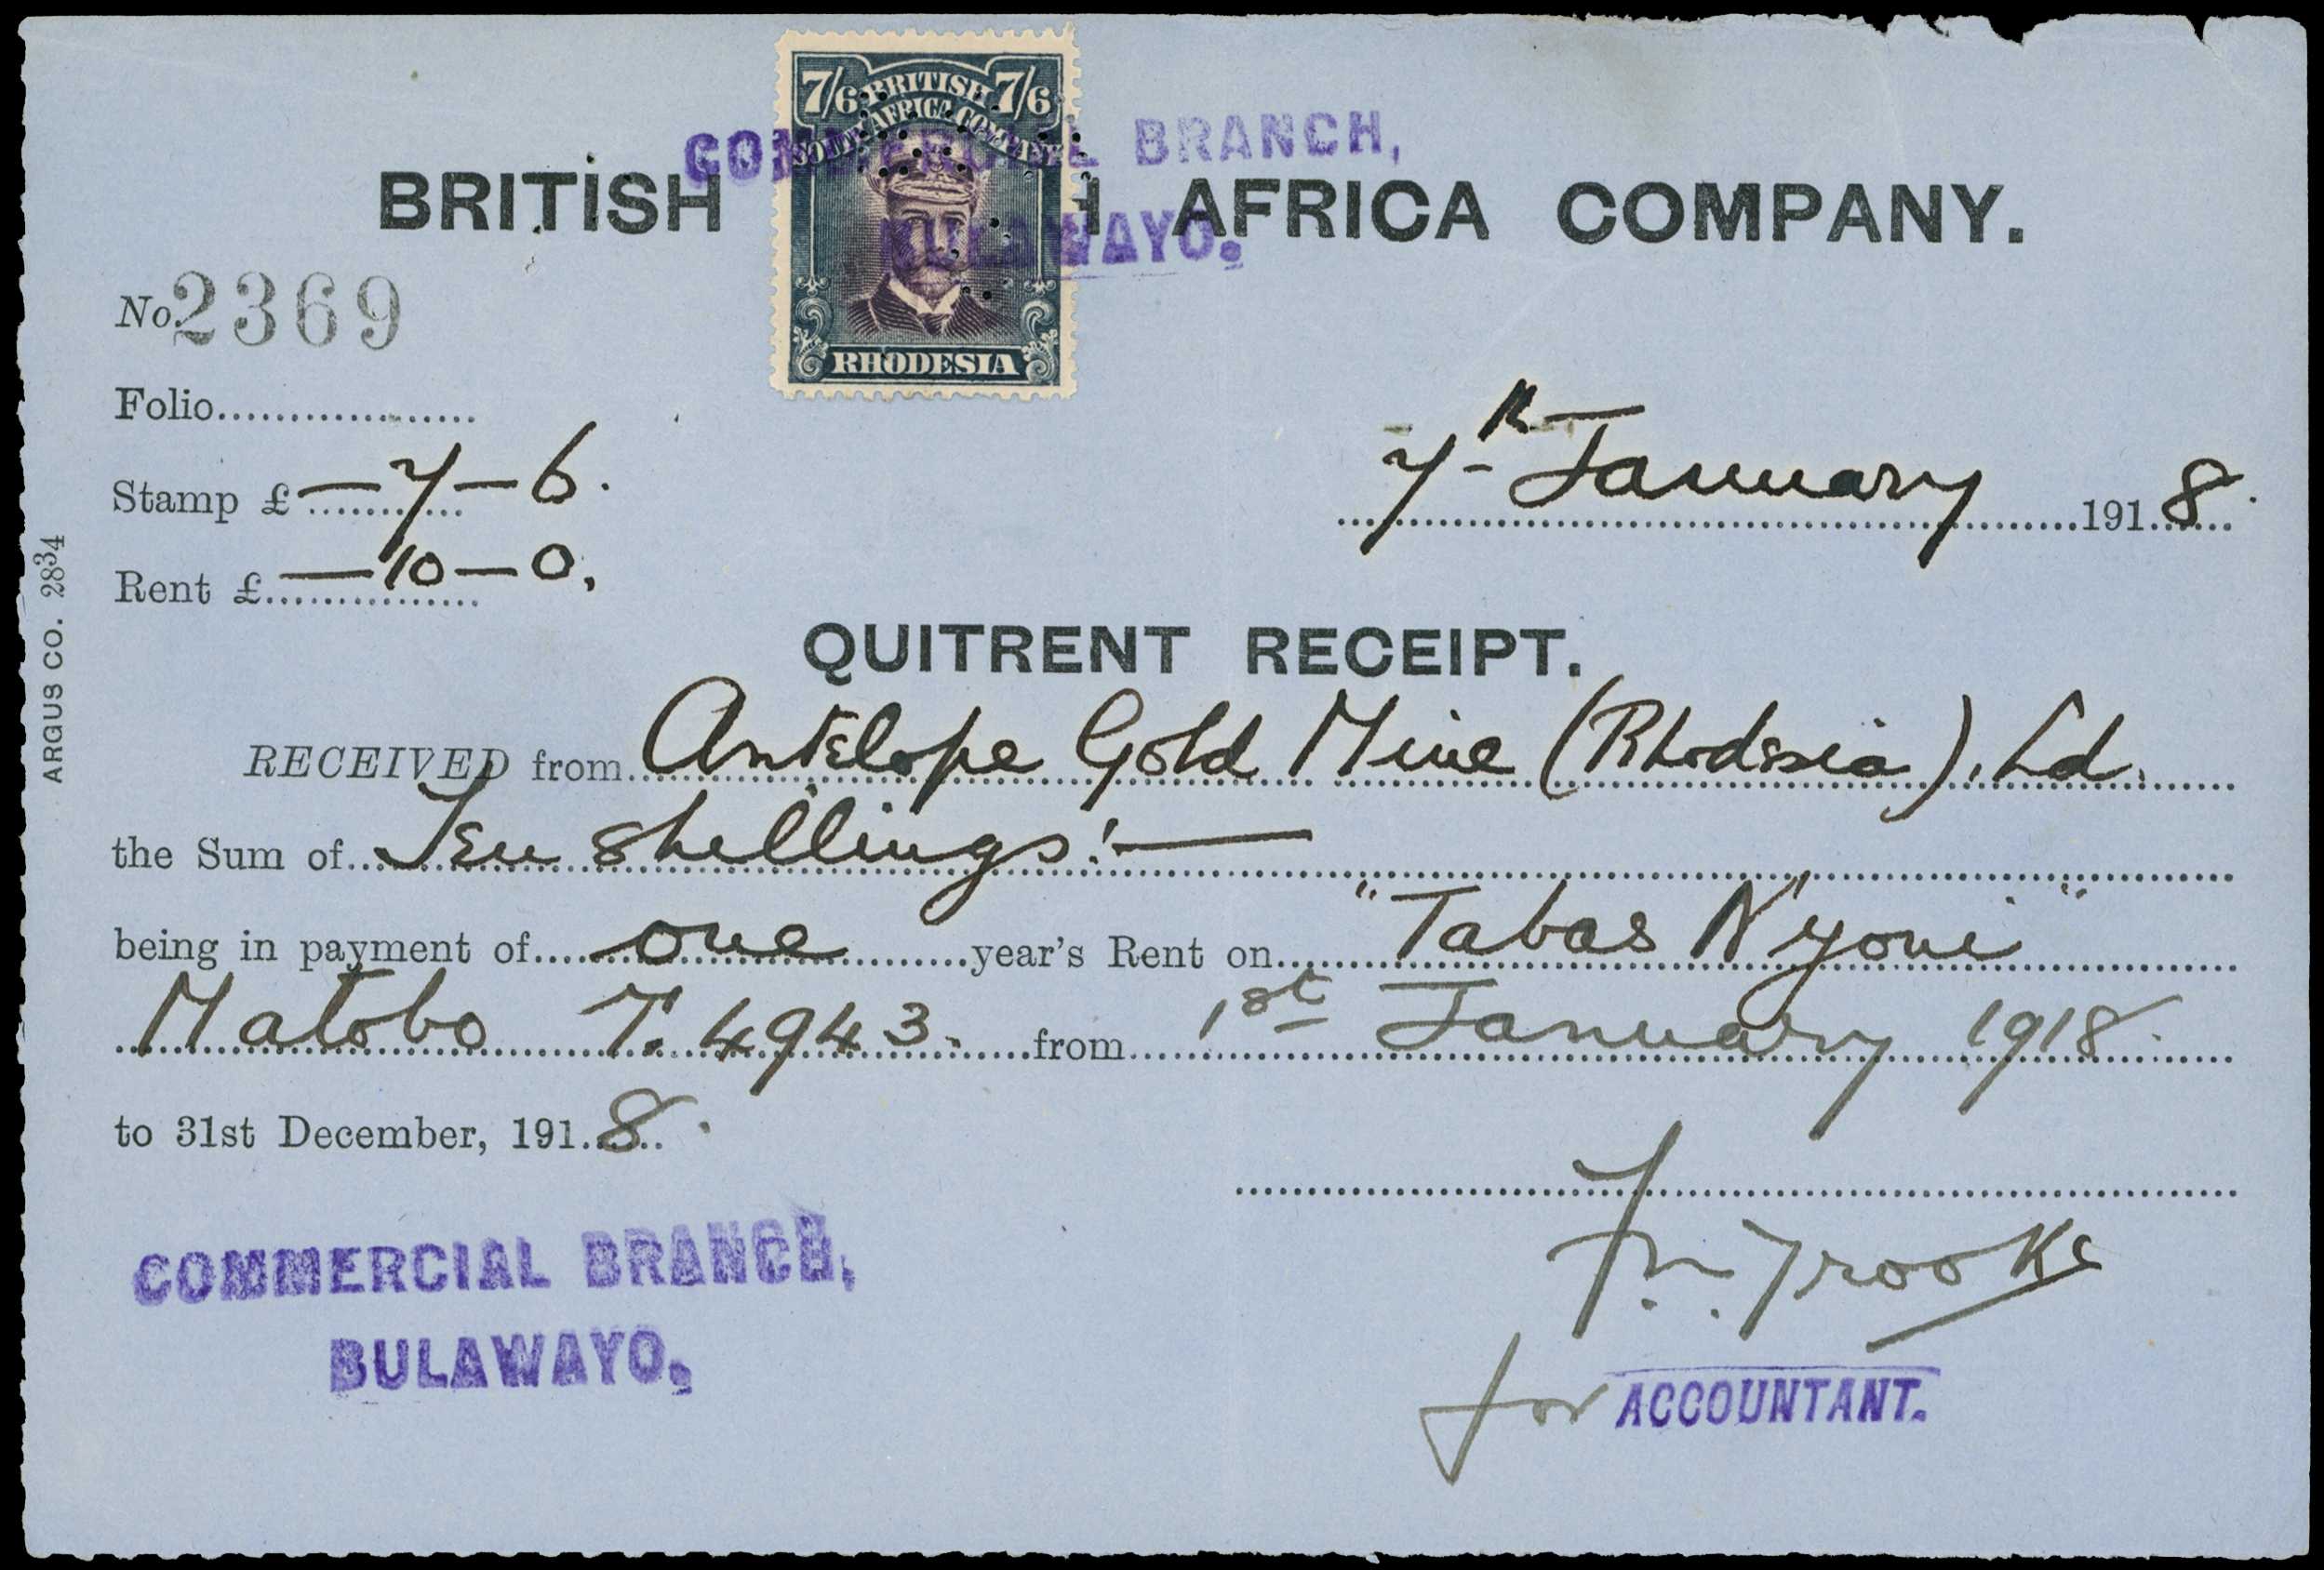 7/6 BRITISH 7/6
SOUTH AFRICA COMPANY
RHODESIA
COMMERCIAL BRANCH,
BULAWAYO.
BRITISH H AFRICA COMPANY.
No. 2369
Folio
Stamp £ — 7 — 6.
7th January 1918.
Rent £ — 10 — 0.
ARGUS CO. 2834
QUITRENT RECEIPT.
RECEIVED from Antelope Gold Mine (Rhodesia), Ld.
the Sum of Ten shillings:—
being in payment of one year's Rent on "Tabas N'yoni"
Matobo T. 4943. from 1st January 1918.
to 31st December, 1918.
COMMERCIAL BRANCH,
BULAWAYO.
for ACCOUNTANT.